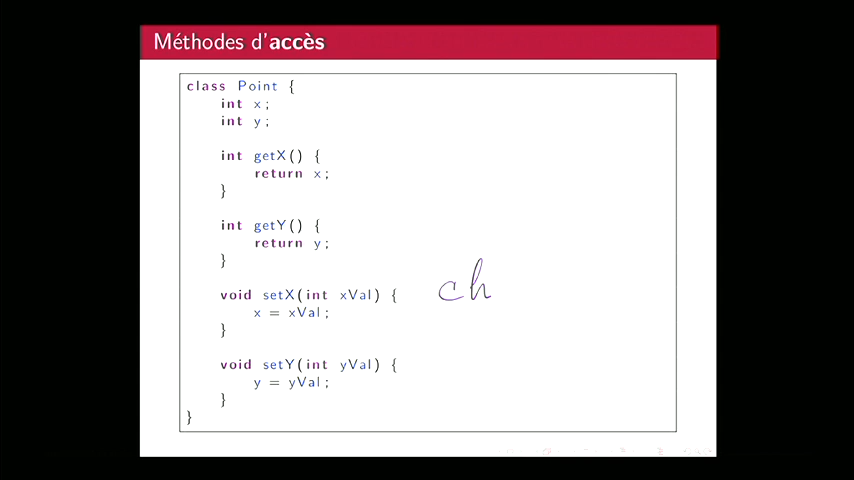 Méthodes d'accès
class Point {
int x;
int y;
int getX() {
return x;
}
int getY() {
return y;
}
void setX(int xVal) {
x = xVal;
}
ch
void setY(int yVal) {
y = yVal;
}
}